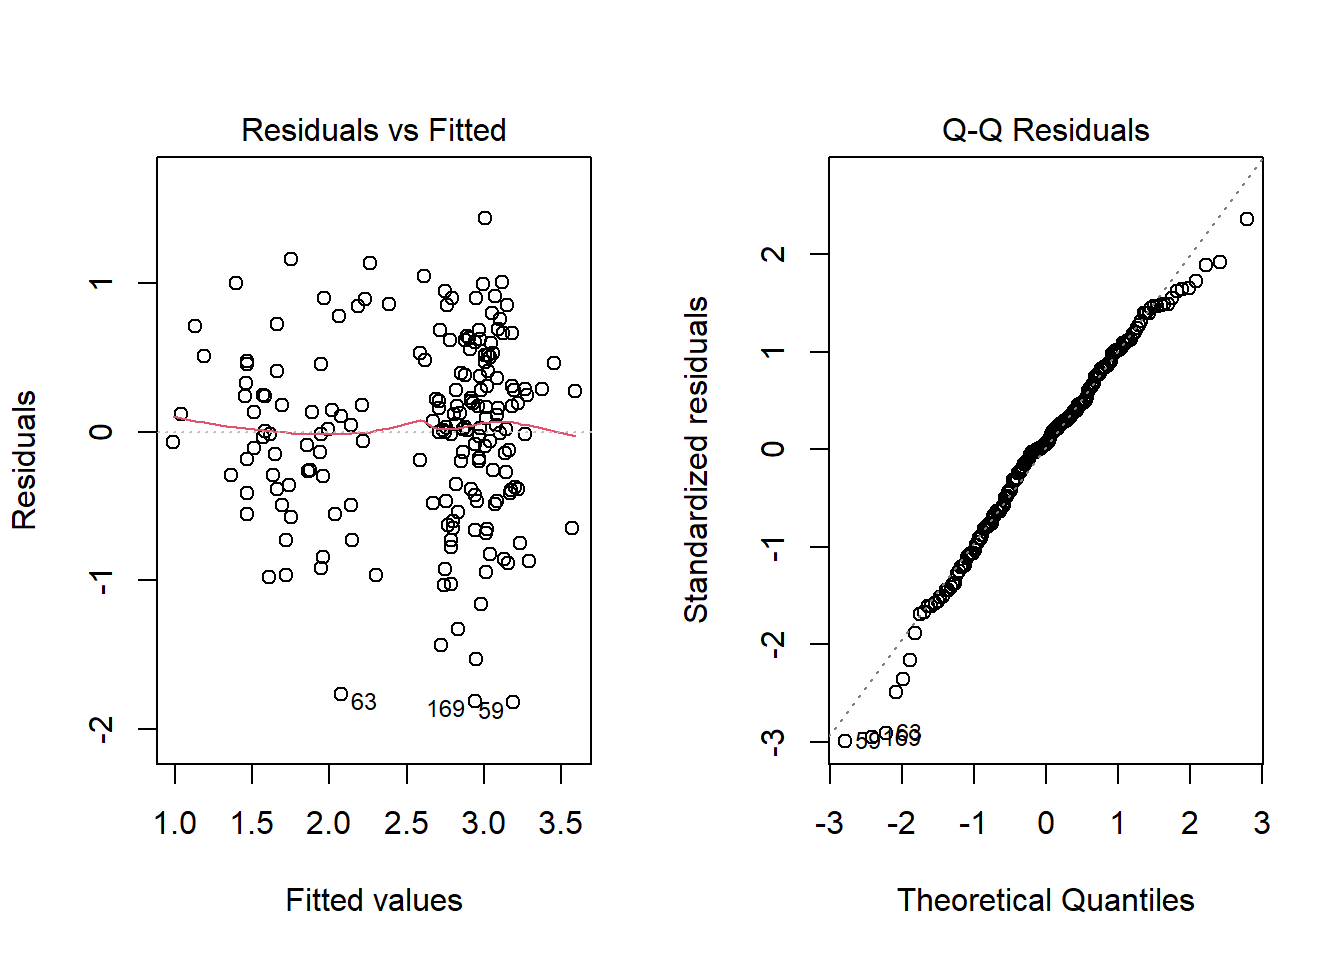 Residuals vs Fitted
Residuals
1
0
-1
-2
63
169
59
1.0 1.5 2.0 2.5 3.0 3.5
Fitted values
Q-Q Residuals
Standardized residuals
2
1
0
-1
-2
-3
59
169
63
-3 -2 -1 0 1 2 3
Theoretical Quantiles